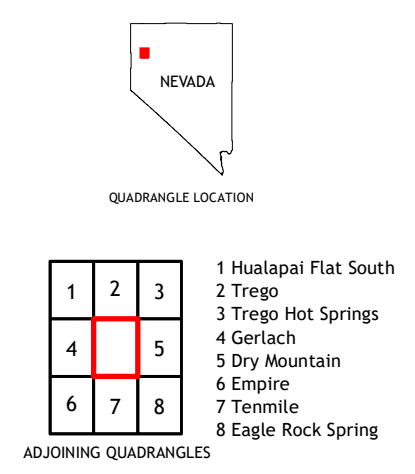 NEVADA
QUADRANGLE LOCATION
1 2 3
4 5
6 7 8
1 Hualapai Flat South
2 Trego
3 Trego Hot Springs
4 Gerlach
5 Dry Mountain
6 Empire
7 Tenmile
8 Eagle Rock Spring
ADJOINING QUADRANGLES